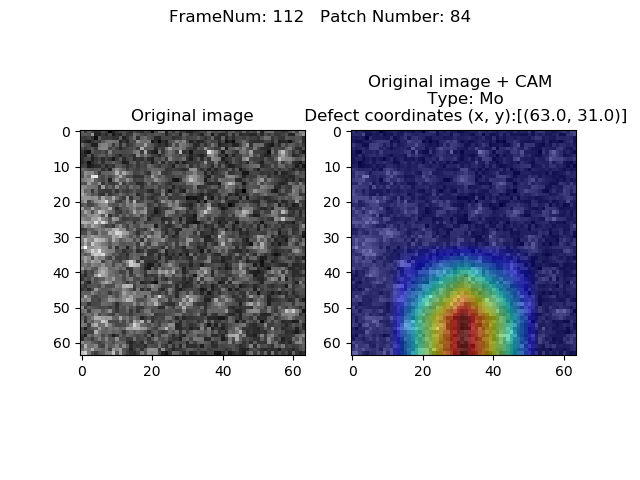 FrameNum: 112   Patch Number: 84
Original image
Original image + CAM
Type: Mo
Defect coordinates (x, y):[(63.0, 31.0)]
0
10
20
30
40
50
60
0 20 40 60
0
10
20
30
40
50
60
0 20 40 60